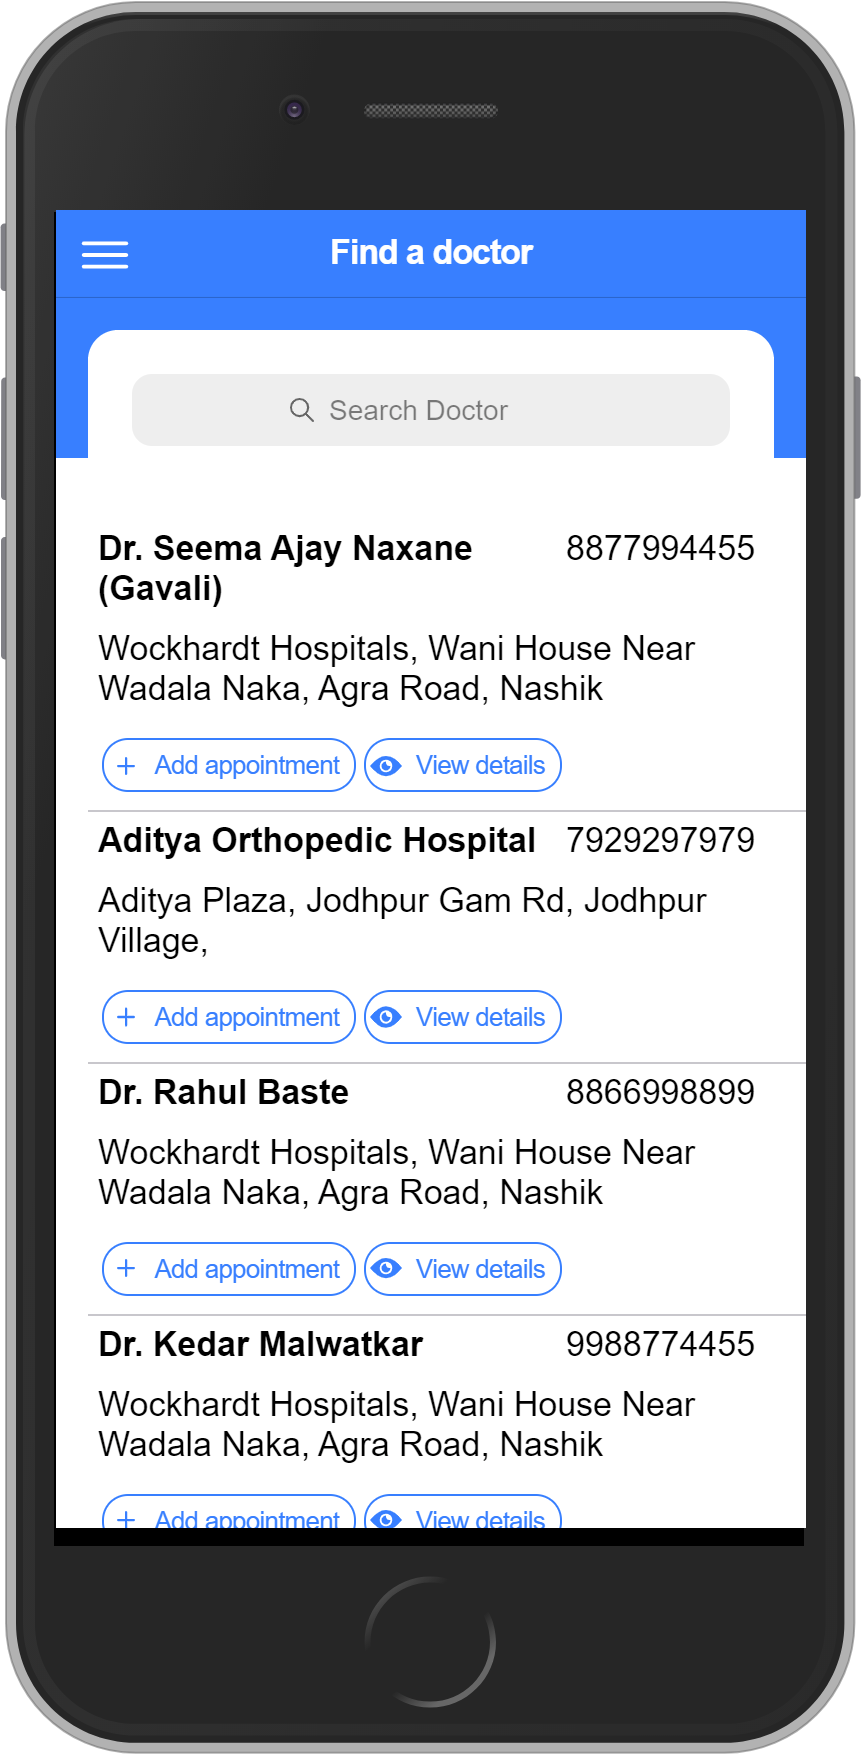 Find a doctor
Search Doctor
Dr. Seema Ajay Naxane 8877994455
(Gavali)
Wockhardt Hospitals, Wani House Near
Wadala Naka, Agra Road, Nashik
Add appointment View details
Aditya Orthopedic Hospital 7929297979
Aditya Plaza, Jodhpur Gam Rd, Jodhpur
Village,
Add appointment View details
Dr. Rahul Baste 8866998899
Wockhardt Hospitals, Wani House Near
Wadala Naka, Agra Road, Nashik
Add appointment View details
Dr. Kedar Malwatkar 9988774455
Wockhardt Hospitals, Wani House Near
Wadala Naka, Agra Road, Nashik
Add appointment View details